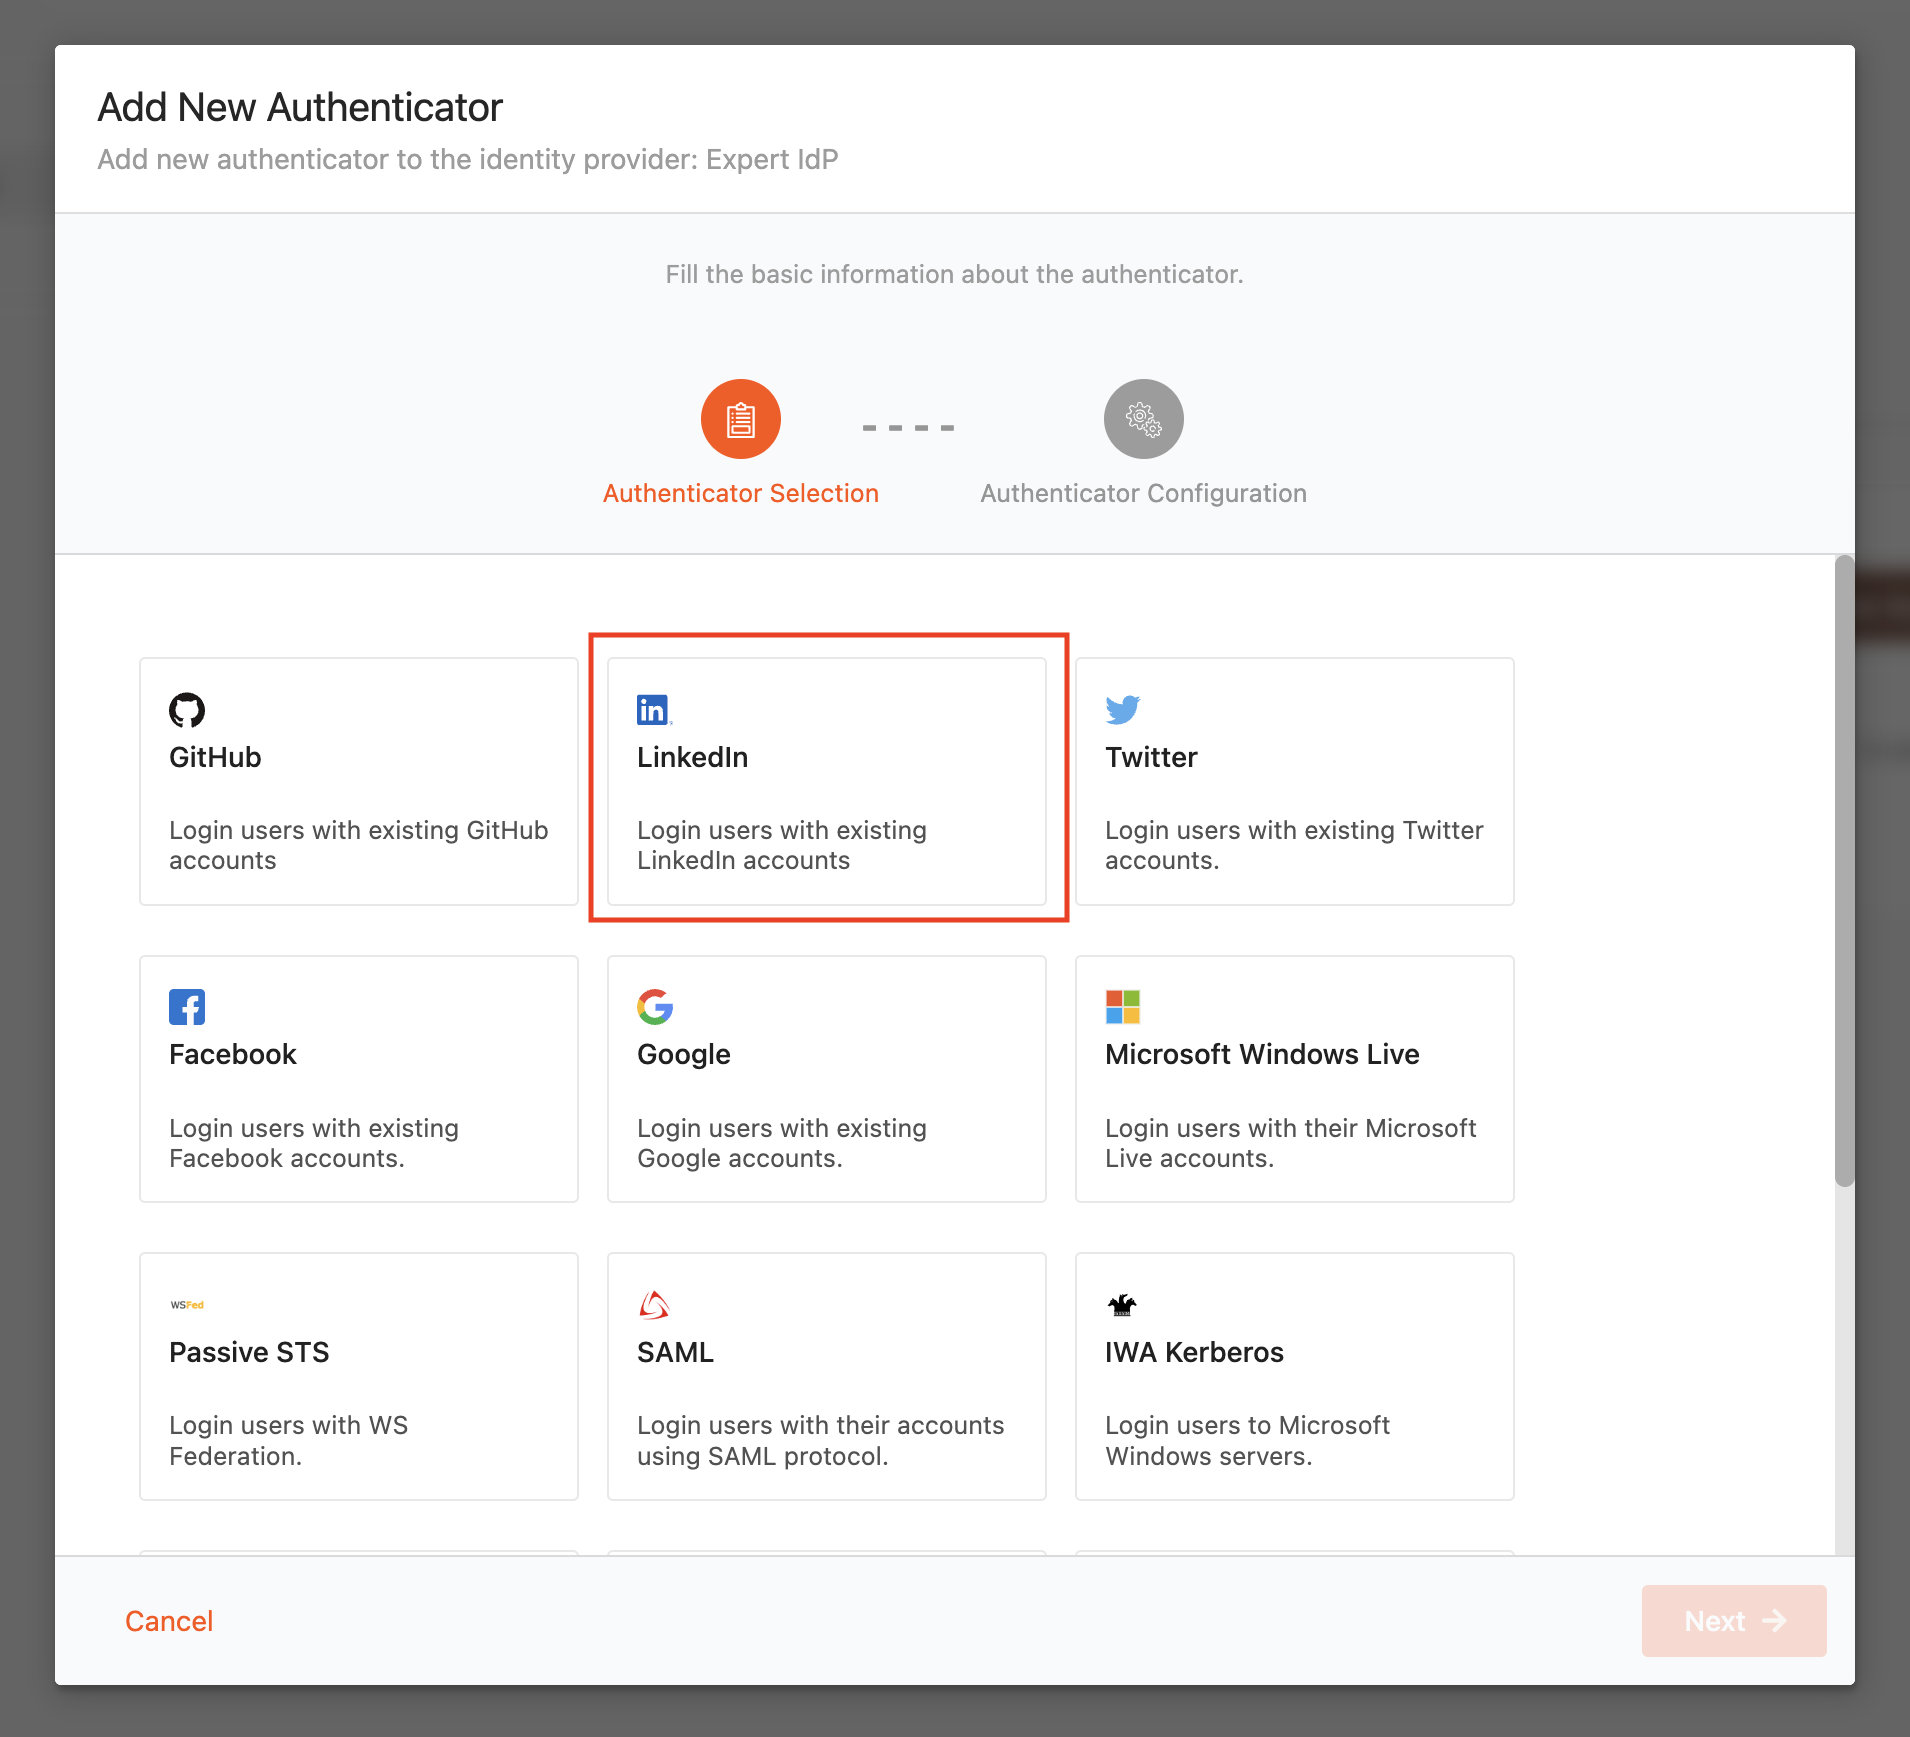 Add New Authenticator
Add new authenticator to the identity provider: Expert IdP
Fill the basic information about the authenticator.
Authenticator Selection
Authenticator Configuration
in
GitHub
LinkedIn
Twitter
Login users with existing GitHub
accounts
Login users with existing
LinkedIn accounts
Login users with existing Twitter
accounts.
Facebook
Google
Microsoft Windows Live
Login users with existing
Facebook accounts.
Login users with existing
Google accounts.
Login users with their Microsoft
Live accounts.
WSFed
Passive STS
SAML
IWA Kerberos
Login users with WS
Federation.
Login users with their accounts
using SAML protocol.
Login users to Microsoft
Windows servers.
Cancel
Next